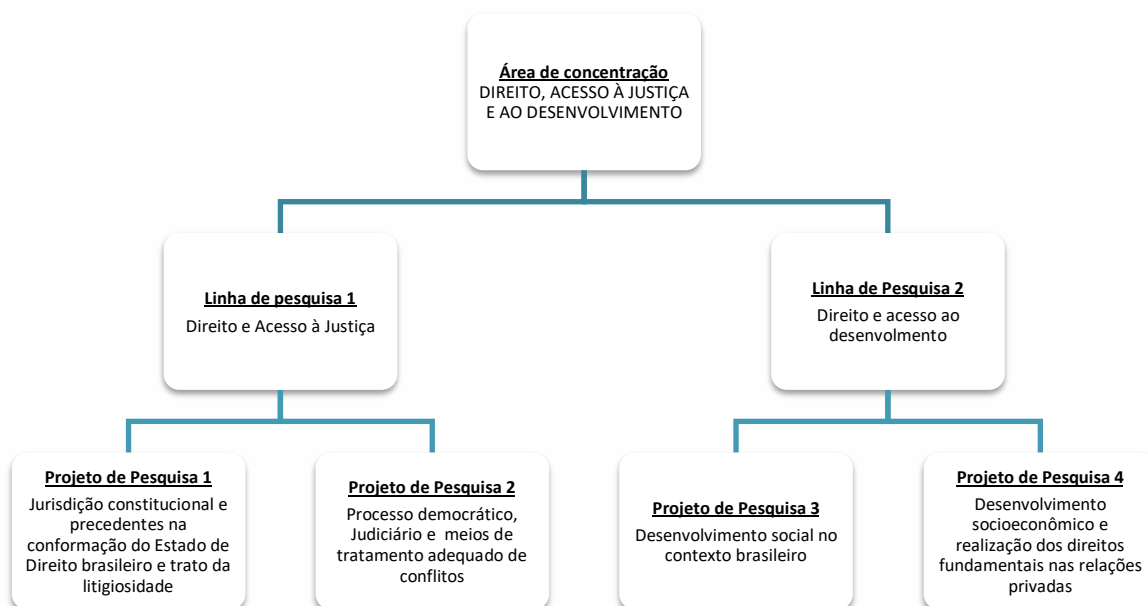 Área de concentração
DIREITO, ACESSO À JUSTIÇA
E AO DESENVOLVIMENTO
Linha de pesquisa 1
Direito e Acesso à Justiça
Linha de Pesquisa 2
Direito e acesso ao
desenvolmento
Projeto de Pesquisa 1
Jurisdição constitucional e
precedentes na
conformação do Estado de
Direito brasileiro e trato da
litigiosidade
Projeto de Pesquisa 2
Processo democrático,
Judiciário e  meios de
tratamento adequado de
conflitos
Projeto de Pesquisa 3
Desenvolvimento social no
contexto brasileiro
Projeto de Pesquisa 4
Desenvolvimento
socioeconômico e
realização dos direitos
fundamentais nas relações
privadas